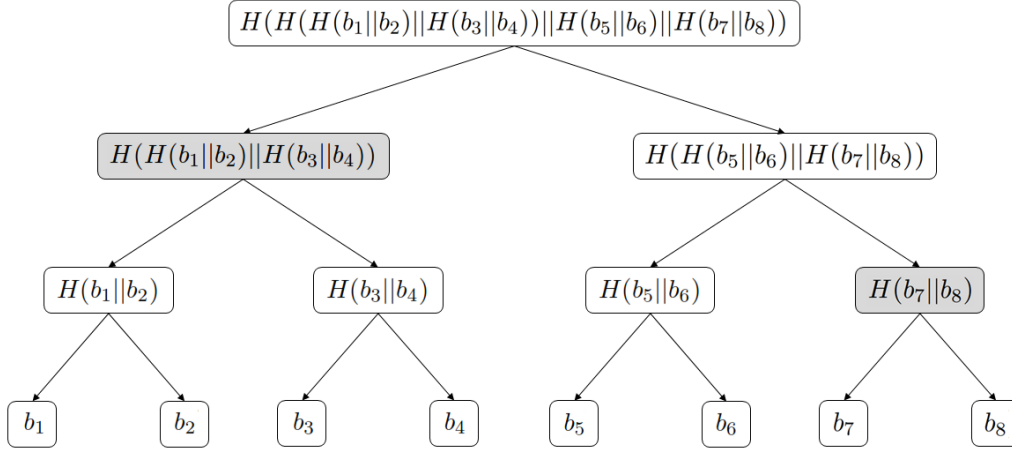 H(H(H(b₁||b₂)||H(b₃||b₄))||H(b₅||b₆)||H(b₇||b₈))
H(H(b₁||b₂)||H(b₃||b₄))
H(H(b₅||b₆)||H(b₇||b₈))
H(b₁||b₂)
H(b₃||b₄)
H(b₅||b₆)
H(b₇||b₈)
b₁
b₂
b₃
b₄
b₅
b₆
b₇
b₈